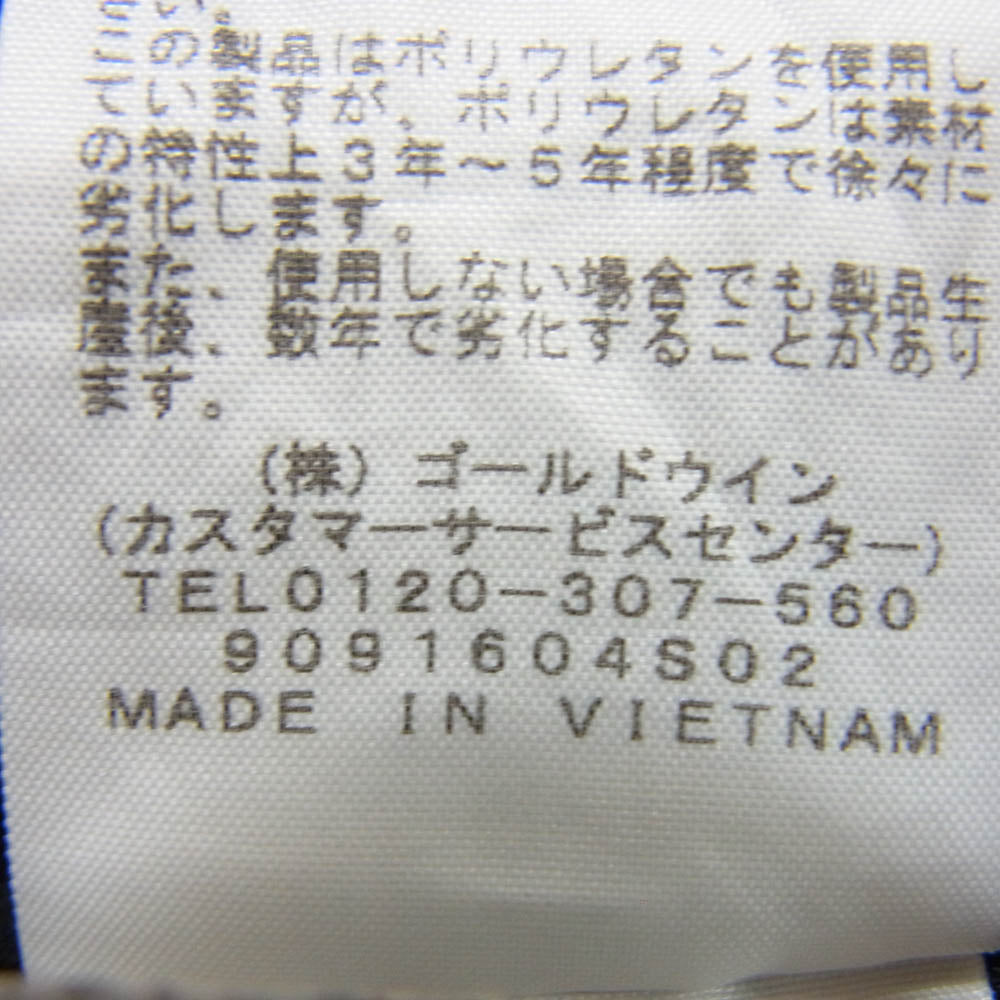 この製品はポリウレタンを使用し
ていますが、ポリウレタンは素材
の特性上3年～5年程度で徐々に
劣化します。
また、使用しない場合でも製品生
産後、数年で劣化することがあり
ます。
(株) ゴールドウイン
(カスタマーサービスセンター)
TEL0120-307-560
9091604S02
MADE IN VIETNAM